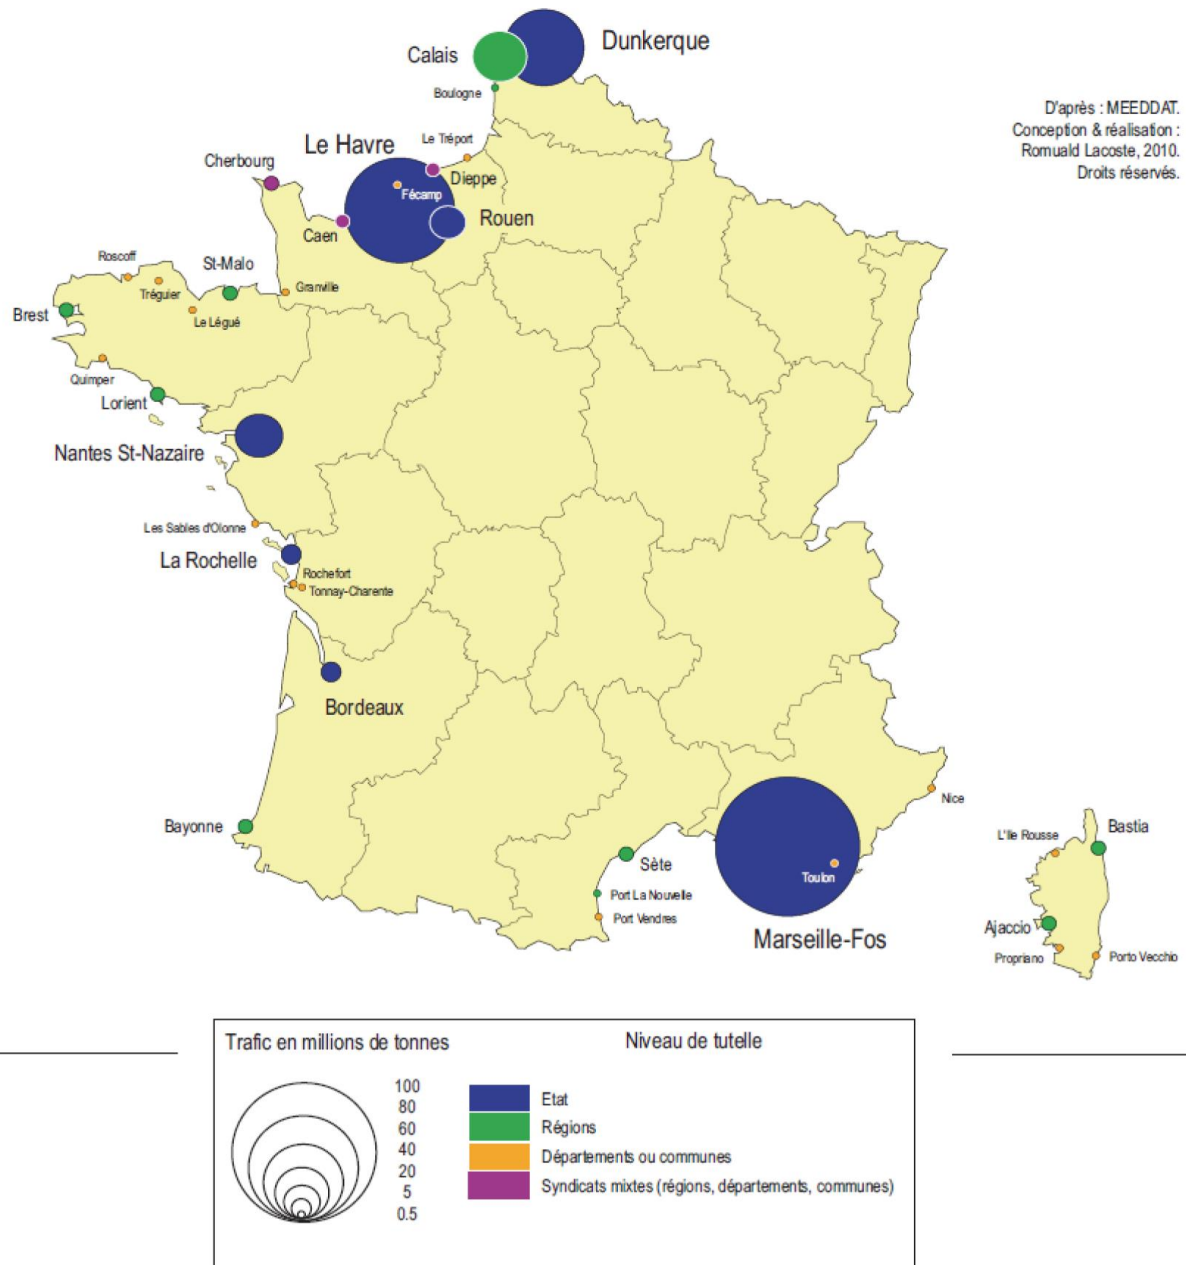 Dunkerque
Calais
Boulogne
D'après : MEEDDAT.
Conception & réalisation :
Romuald Lacoste, 2010.
Droits réservés.
Le Tréport
Le Havre
Cherbourg
Dieppe
Fécamp
Rouen
Caen
Roscoff
St-Malo
Tréguier
Granville
Brest
Le Légué
Quimper
Lorient
Nantes St-Nazaire
Les Sables d'Olonne
La Rochelle
Rochefort
Tonnay-Charente
Bordeaux
Nice
Bayonne
L'Ile Rousse
Bastia
Sète
Toulon
Port La Nouvelle
Port Vendres
Marseille-Fos
Ajaccio
Propriano
Porto Vecchio
Trafic en millions de tonnes
Niveau de tutelle
100
80
60
40
20
5
0.5
Etat
Régions
Départements ou communes
Syndicats mixtes (régions, départements, communes)